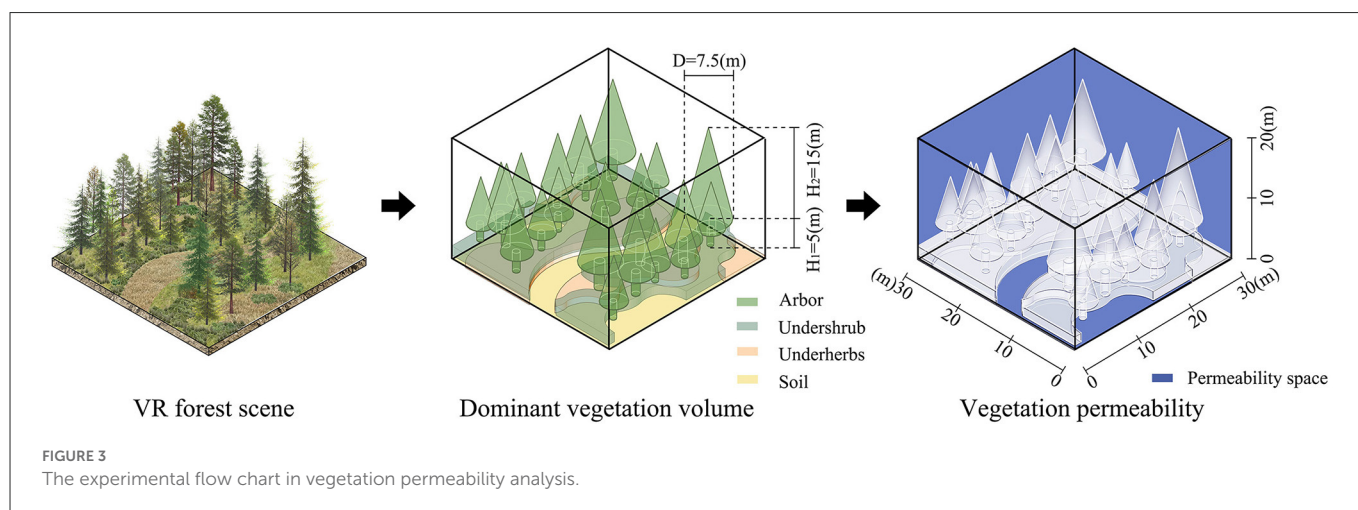 D=7.5(m)
H₂=15(m)
H₁=5(m)
Arbor
Undershrub
Underherbs
Soil
20(m)
10
0
(m)30
20
10
0
0
10
20
30(m)
Permeability space
VR forest scene
Dominant vegetation volume
Vegetation permeability
FIGURE 3
The experimental flow chart in vegetation permeability analysis.